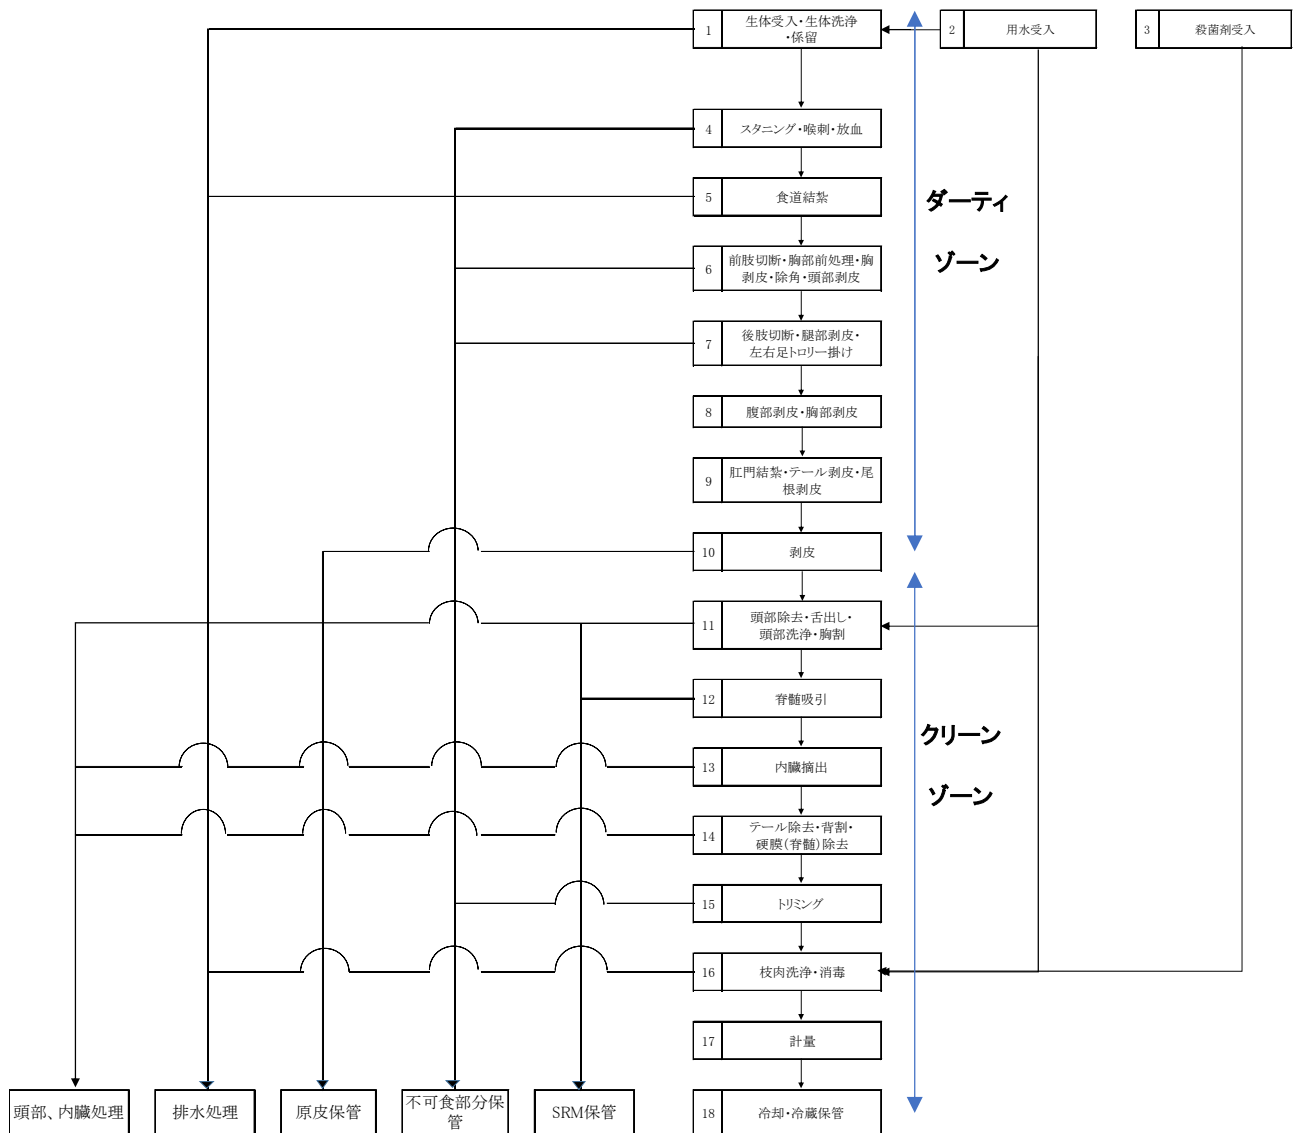 1
生体受入・生体洗浄
・係留
2
用水受入
3
殺菌剤受入
4
スタニング・喉刺・放血
5
食道結紮
ダーティ
ゾーン
6
前肢切断・胸部前処理・胸
剥皮・除角・頭部剥皮
7
後肢切断・腿部剥皮・
左右足トロリー掛け
8
腹部剥皮・胸部剥皮
9
肛門結紮・テール剥皮・尾
根剥皮
10
剥皮
11
頭部除去・舌出し・
頭部洗浄・胸割
12
脊髄吸引
クリーン
ゾーン
13
内臓摘出
14
テール除去・背割・
硬膜(脊髄)除去
15
トリミング
16
枝肉洗浄・消毒
17
計量
頭部、内臓処理
排水処理
原皮保管
不可食部分保
管
SRM保管
18
冷却・冷蔵保管